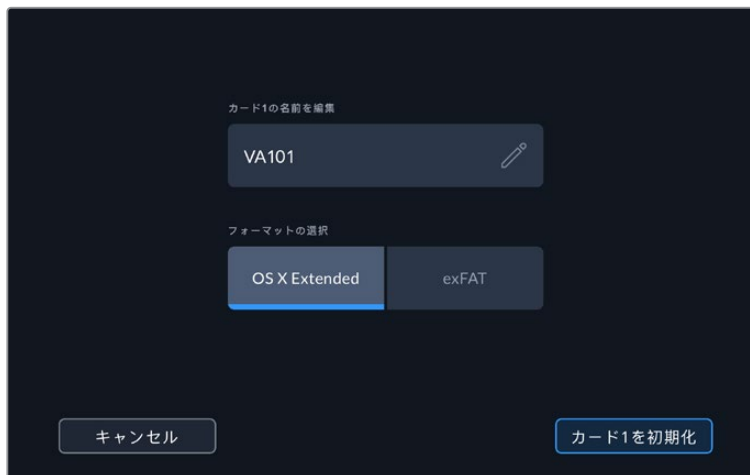 カード1の名前を編集
VA101
フォーマットの選択
OS X Extended
exFAT
キャンセル
カード1を初期化